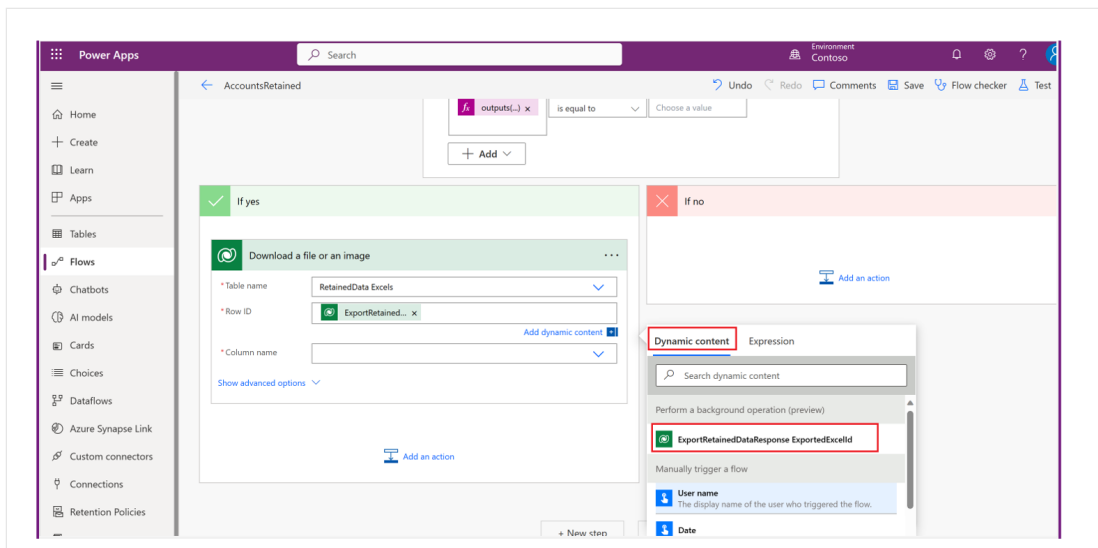 Power Apps
Search
Environment
Contoso
?
AccountsRetained
Undo
Redo
Comments
Save
Flow checker
Test
Home
Create
Learn
Apps
Tables
Flows
Chatbots
AI models
Cards
Choices
Dataflows
Azure Synapse Link
Custom connectors
Connections
Retention Policies
fx outputs(...) ×
is equal to
Choose a value
+ Add
If yes
Download a file or an image
...
* Table name
RetainedData Excels
* Row ID
ExportRetained... ×
Add dynamic content +
* Column name
Show advanced options
Add an action
If no
Add an action
Dynamic content
Expression
Search dynamic content
Perform a background operation (preview)
ExportRetainedDataResponse ExportedExcelId
Manually trigger a flow
User name
The display name of the user who triggered the flow.
Date
+ New step